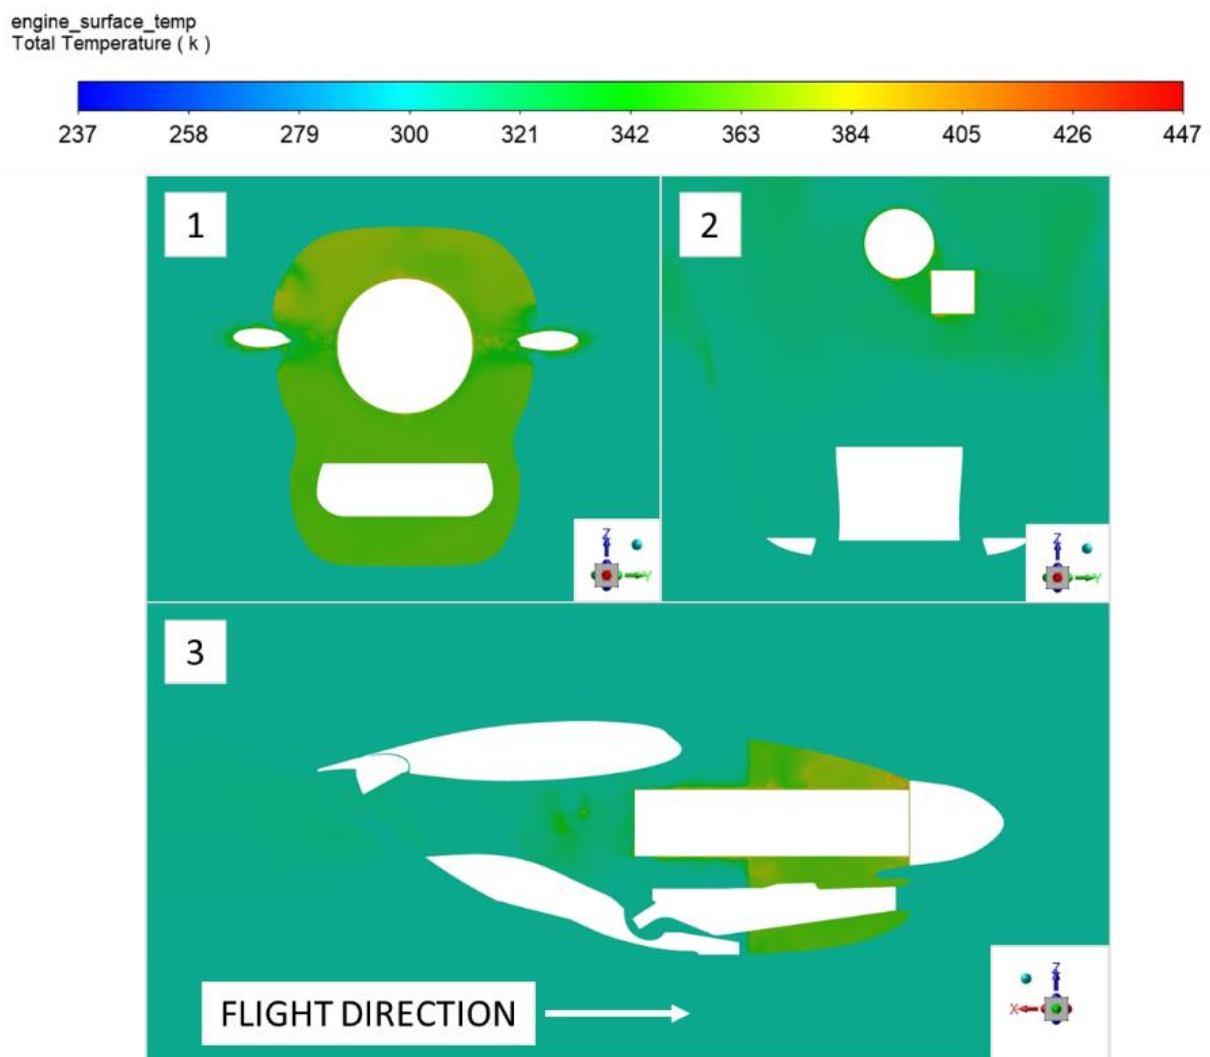 engine_surface_temp
Total Temperature ( k )
237 258 279 300 321 342 363 384 405 426 447
1
2
Z
Y
Z
Y
3
FLIGHT DIRECTION
Z
X